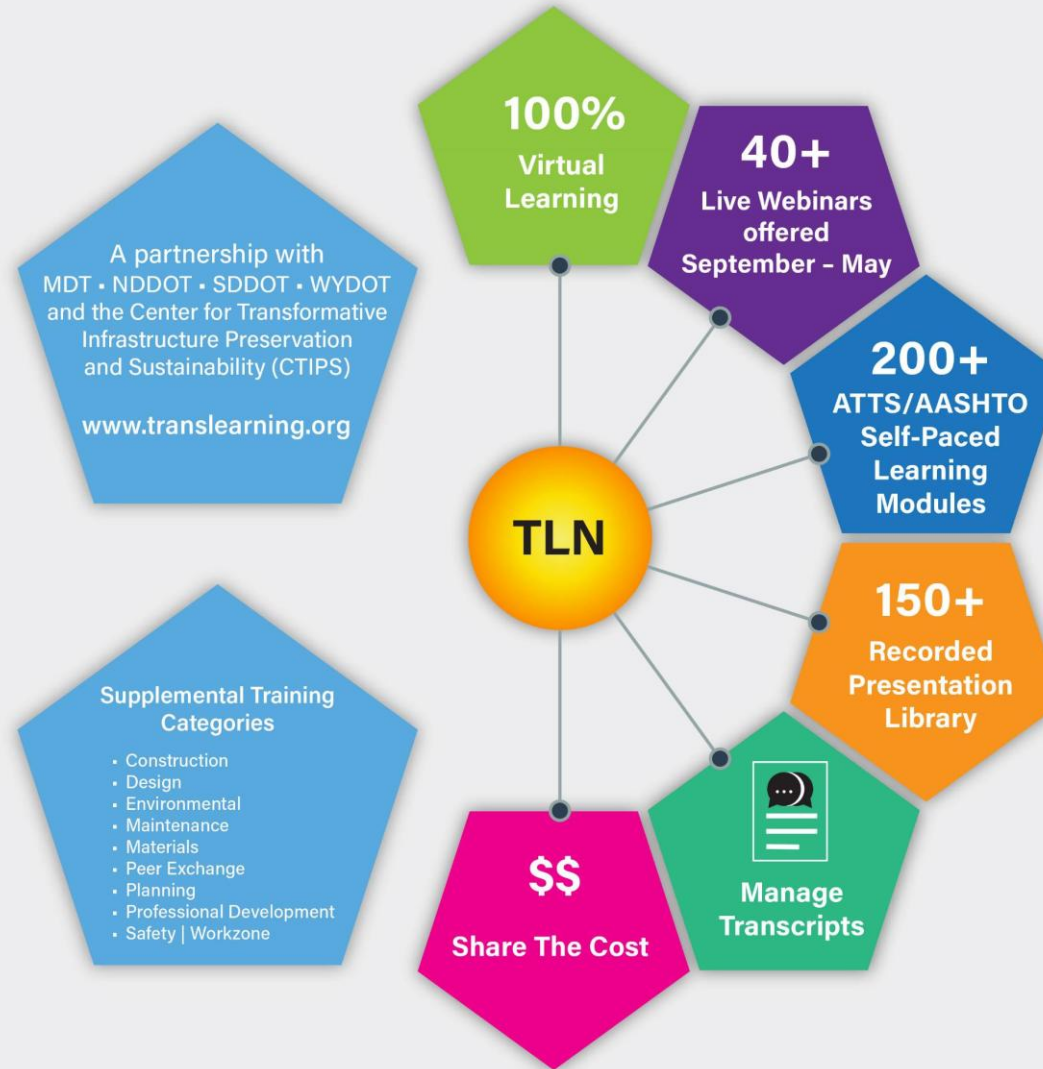 A partnership with
MDT ▪ NDDOT ▪ SDDOT ▪ WYDOT
and the Center for Transformative
Infrastructure Preservation
and Sustainability (CTIPS)
www.translearning.org
Supplemental Training
Categories
▪ Construction
▪ Design
▪ Environmental
▪ Maintenance
▪ Materials
▪ Peer Exchange
▪ Planning
▪ Professional Development
▪ Safety | Workzone
TLN
100%
Virtual
Learning
40+
Live Webinars
offered
September – May
200+
ATTS/AASHTO
Self-Paced
Learning
Modules
150+
Recorded
Presentation
Library
Manage
Transcripts
$$
Share The Cost